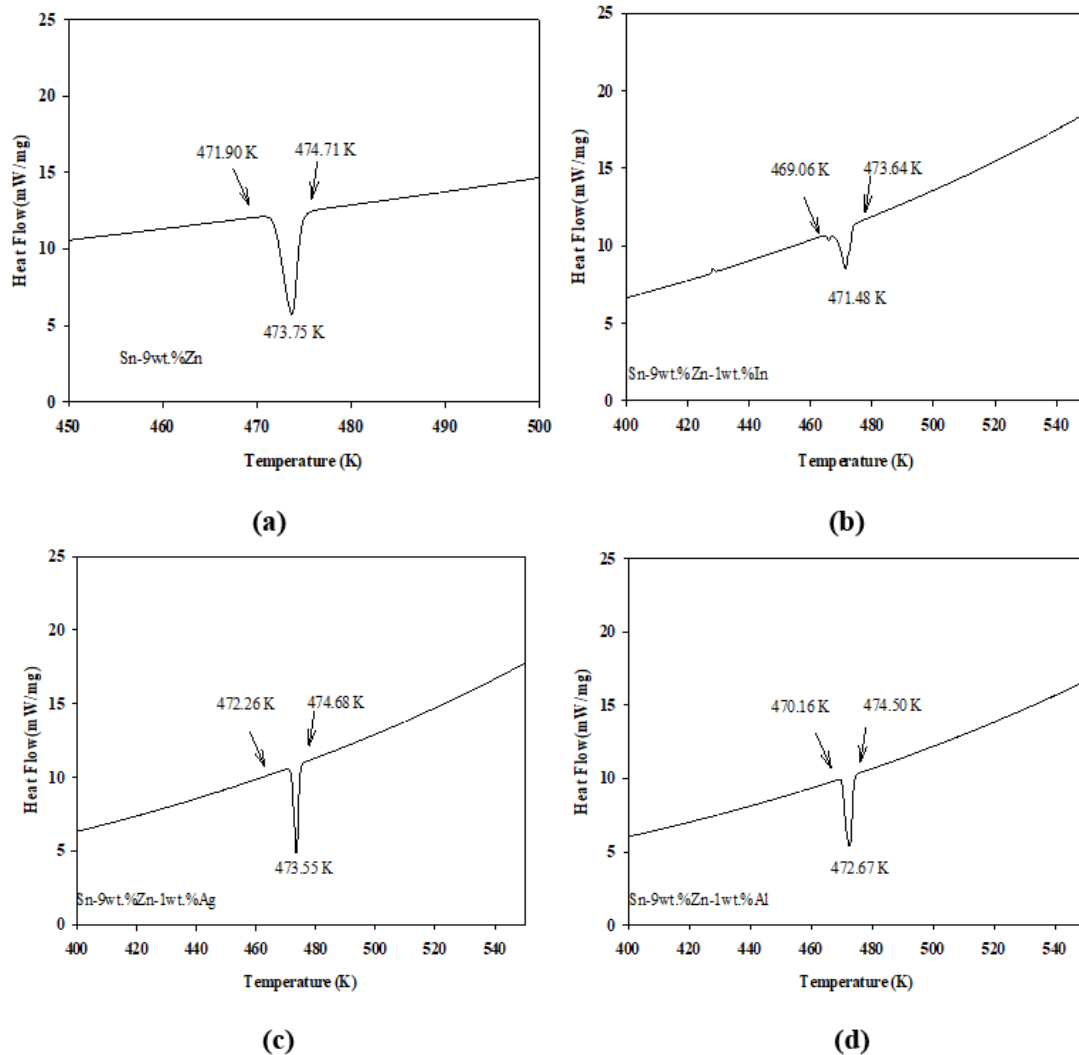 25
20
15
10
5
0
Heat Flow(mW/mg)
471.90 K
474.71 K
473.75 K
Sn-9wt.%Zn
450 460 470 480 490 500
Temperature (K)
(a)
25
20
15
10
5
0
Heat Flow(mW/mg)
469.06 K
473.64 K
471.48 K
Sn-9wt.%Zn-1wt.%In
400 420 440 460 480 500 520 540
Temperature (K)
(b)
25
20
15
10
5
0
Heat Flow(mW/mg)
472.26 K
474.68 K
473.55 K
Sn-9wt.%Zn-1wt.%Ag
400 420 440 460 480 500 520 540
Temperature (K)
(c)
25
20
15
10
5
0
Heat Flow(mW/mg)
470.16 K
474.50 K
472.67 K
Sn-9wt.%Zn-1wt.%Al
400 420 440 460 480 500 520 540
Temperature (K)
(d)